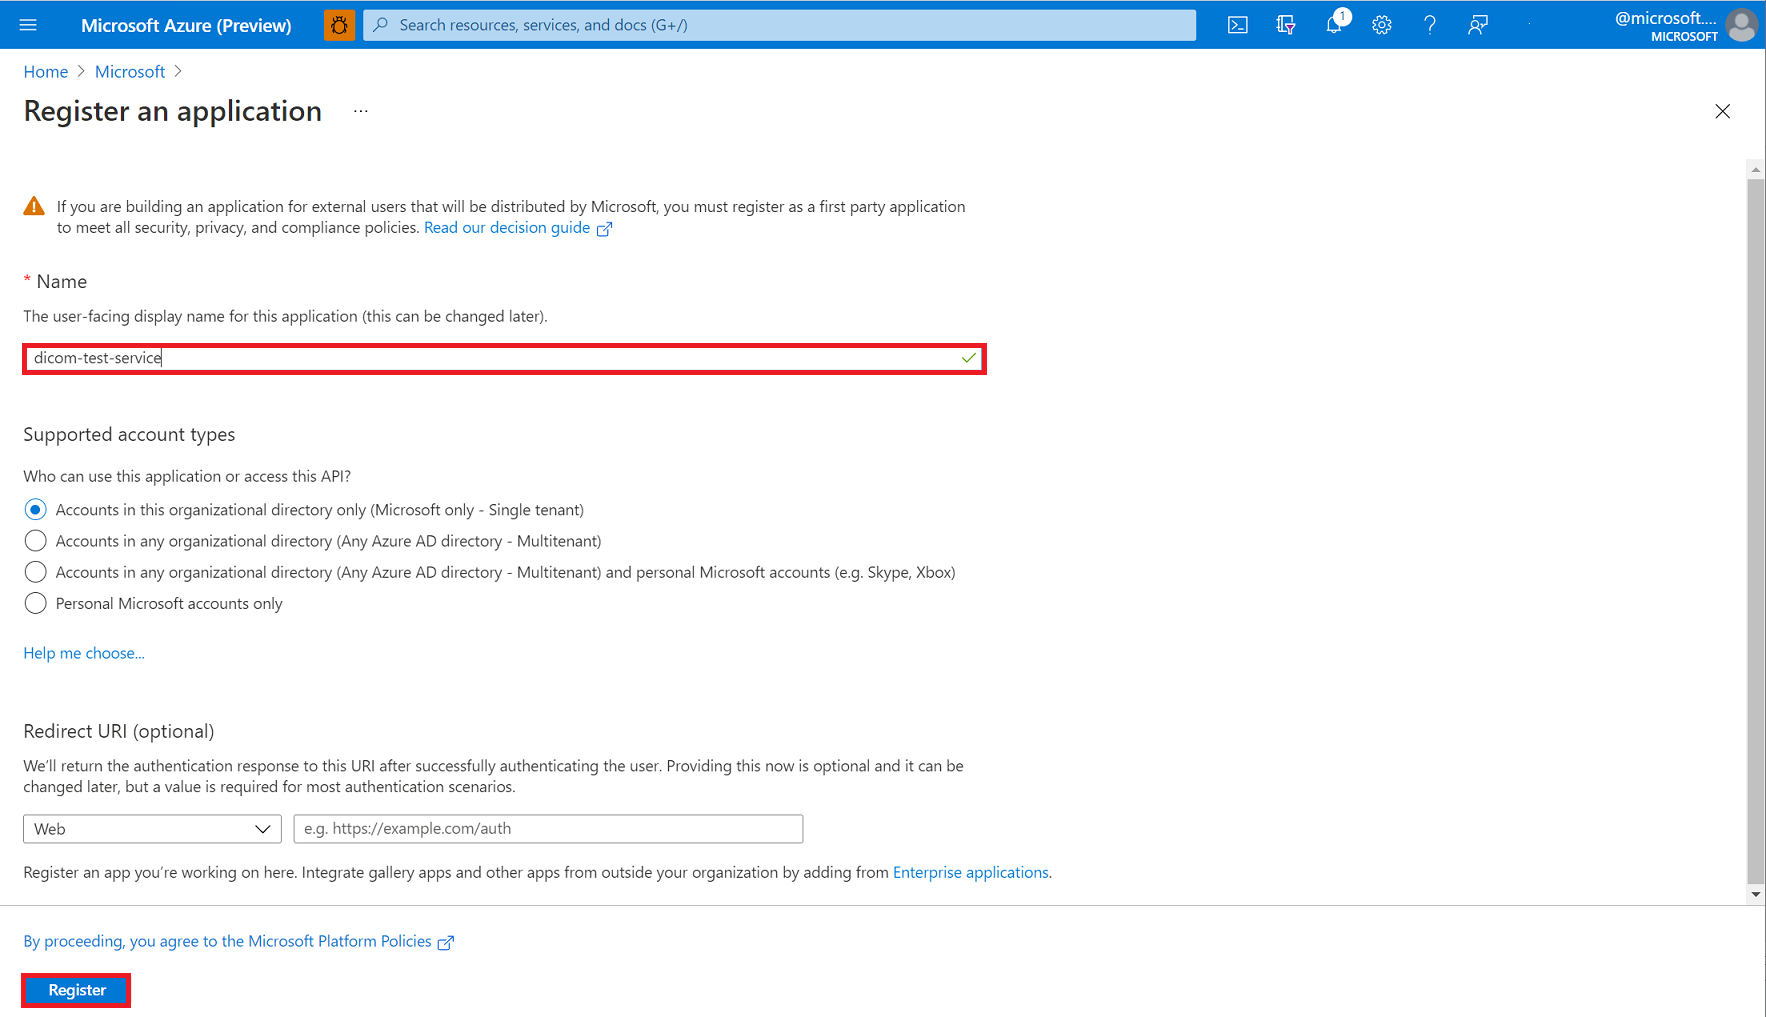 Microsoft Azure (Preview)
Search resources, services, and docs (G+/)
1
@microsoft....
MICROSOFT
Home > Microsoft >
Register an application ...
If you are building an application for external users that will be distributed by Microsoft, you must register as a first party application
to meet all security, privacy, and compliance policies. Read our decision guide
* Name
The user-facing display name for this application (this can be changed later).
dicom-test-service
Supported account types
Who can use this application or access this API?
Accounts in this organizational directory only (Microsoft only - Single tenant)
Accounts in any organizational directory (Any Azure AD directory - Multitenant)
Accounts in any organizational directory (Any Azure AD directory - Multitenant) and personal Microsoft accounts (e.g. Skype, Xbox)
Personal Microsoft accounts only
Help me choose...
Redirect URI (optional)
We'll return the authentication response to this URI after successfully authenticating the user. Providing this now is optional and it can be
changed later, but a value is required for most authentication scenarios.
Web
e.g. https://example.com/auth
Register an app you're working on here. Integrate gallery apps and other apps from outside your organization by adding from Enterprise applications.
By proceeding, you agree to the Microsoft Platform Policies
Register